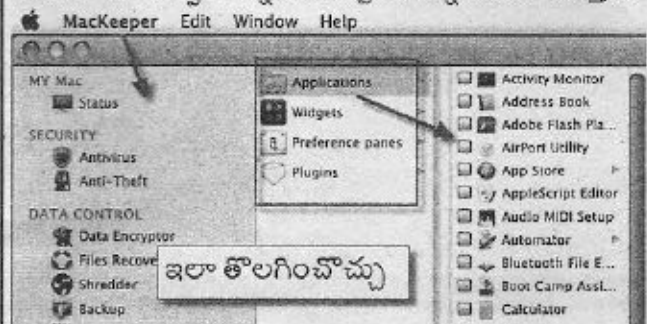 MacKeeper Edit Window Help
MY Mac
Status
SECURITY
Antivirus
Anti-Theft
DATA CONTROL
Data Encryptor
Files Recove
Shredder
Backup
Applications
Widgets
Preference panes
Plugins
Activity Monitor
Address Book
Adobe Flash Pla...
AirPort Utility
App Store
AppleScript Editor
Audio MIDI Setup
Automator
Bluetooth File E...
Boot Camp Assi...
Calculator
ఇలా తొలగించొచ్చు